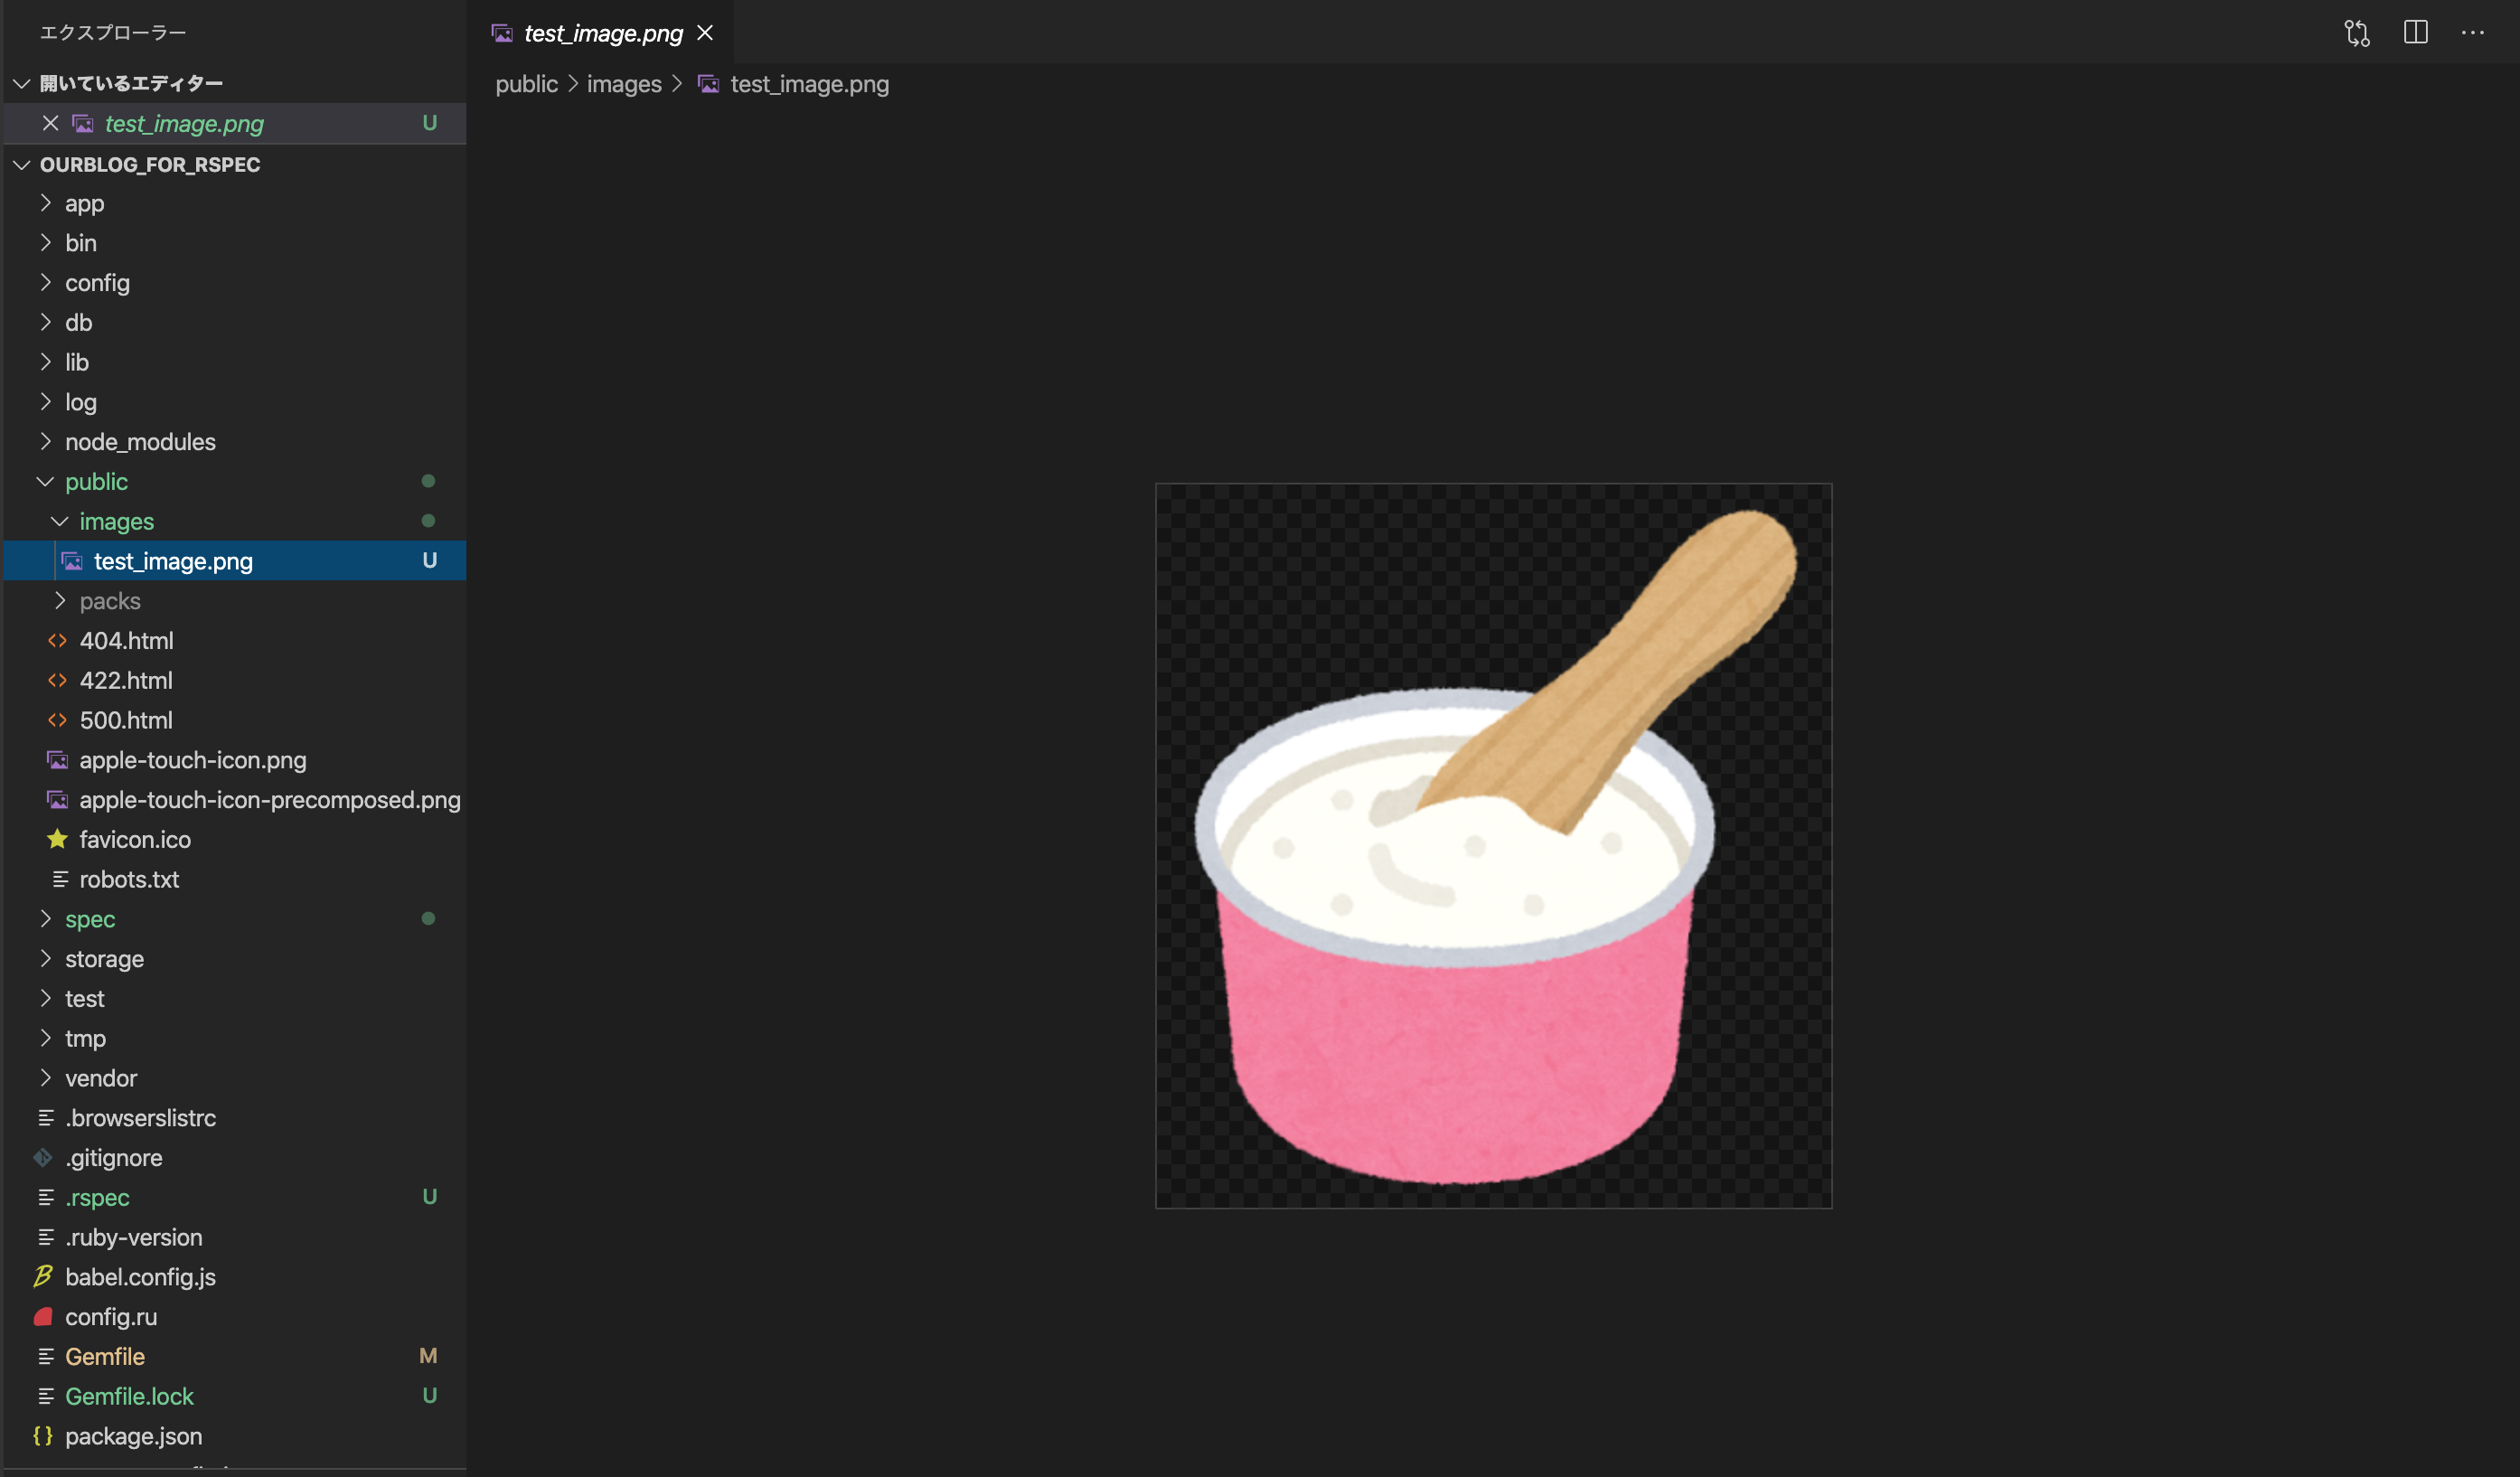 エクスプローラー
開いているエディター
test_image.png U
OURBLOG_FOR_RSPEC
app
bin
config
db
lib
log
node_modules
public
images
test_image.png U
packs
404.html
422.html
500.html
apple-touch-icon.png
apple-touch-icon-precomposed.png
favicon.ico
robots.txt
spec
storage
test
tmp
vendor
.browserslistrc
.gitignore
.rspec U
.ruby-version
babel.config.js
config.ru
Gemfile M
Gemfile.lock U
package.json
test_image.png
public > images > test_image.png